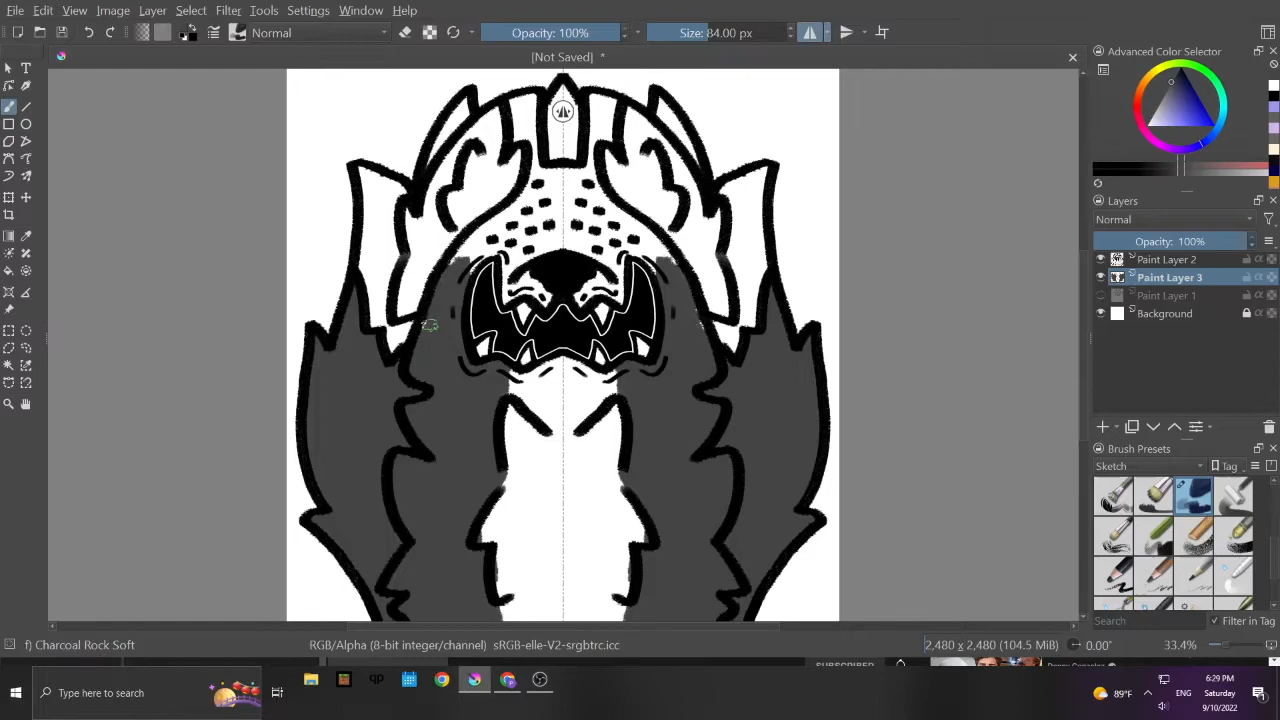 File Edit View Image Layer Select Filter Tools Settings Window Help
Normal Opacity: 100% Size: 84.00 px
[Not Saved] *
Advanced Color Selector
Layers
Normal
Opacity: 100%
Paint Layer 2
Paint Layer 3
Paint Layer 1
Background
Brush Presets
Sketch Tag
Search Filter in Tag
f) Charcoal Rock Soft RGB/Alpha (8-bit integer/channel) sRGB-elle-V2-srgbtrc.icc 2,480 x 2,480 (104.5 MiB) 0.00° 33.4%
Type here to search qp 89°F ENG 6:29 PM
Saturday
9/10/2022